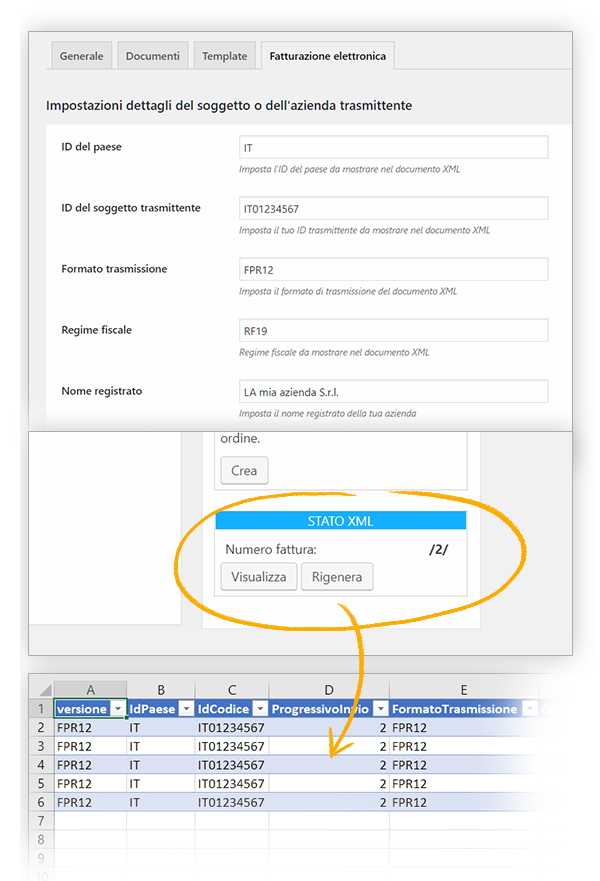 Generale Documenti Template Fatturazione elettronica
Impostazioni dettagli del soggetto o dell'azienda trasmittente
ID del paese IT
Imposta l'ID del paese da mostrare nel documento XML
ID del soggetto trasmittente IT01234567
Imposta il tuo ID trasmittente da mostrare nel documento XML
Formato trasmissione FPR12
Imposta il formato di trasmissione del documento XML
Regime fiscale RF19
Regime fiscale da mostrare nel documento XML
Nome registrato LA mia azienda S.r.l.
Imposta il nome registrato della tua azienda
ordine.
Crea
STATO XML
Numero fattura: /2/
Visualizza Rigenera
A B C D E
1 versione IdPaese IdCodice ProgressivoInvio FormatoTrasmissione
2 FPR12 IT IT01234567 2 FPR12
3 FPR12 IT IT01234567 2 FPR12
4 FPR12 IT IT01234567 2 FPR12
5 FPR12 IT IT01234567 2 FPR12
6 FPR12 IT IT01234567 2 FPR12
7
8
9
10